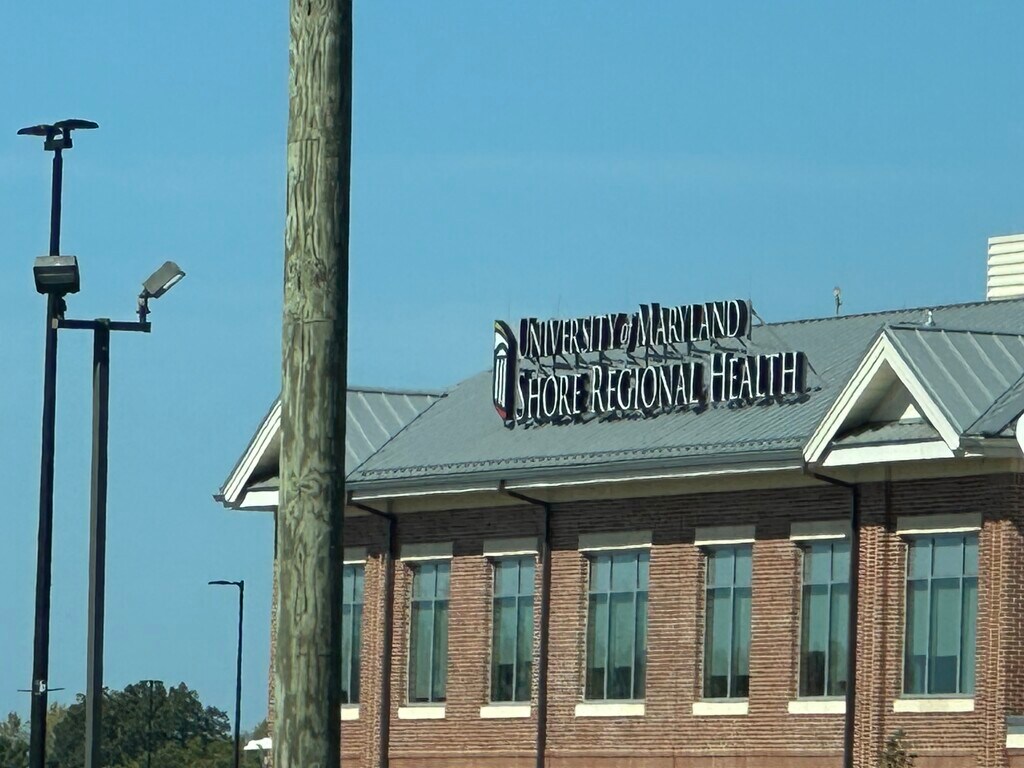 UNIVERSITY of MARYLAND
SHORE REGIONAL HEALTH